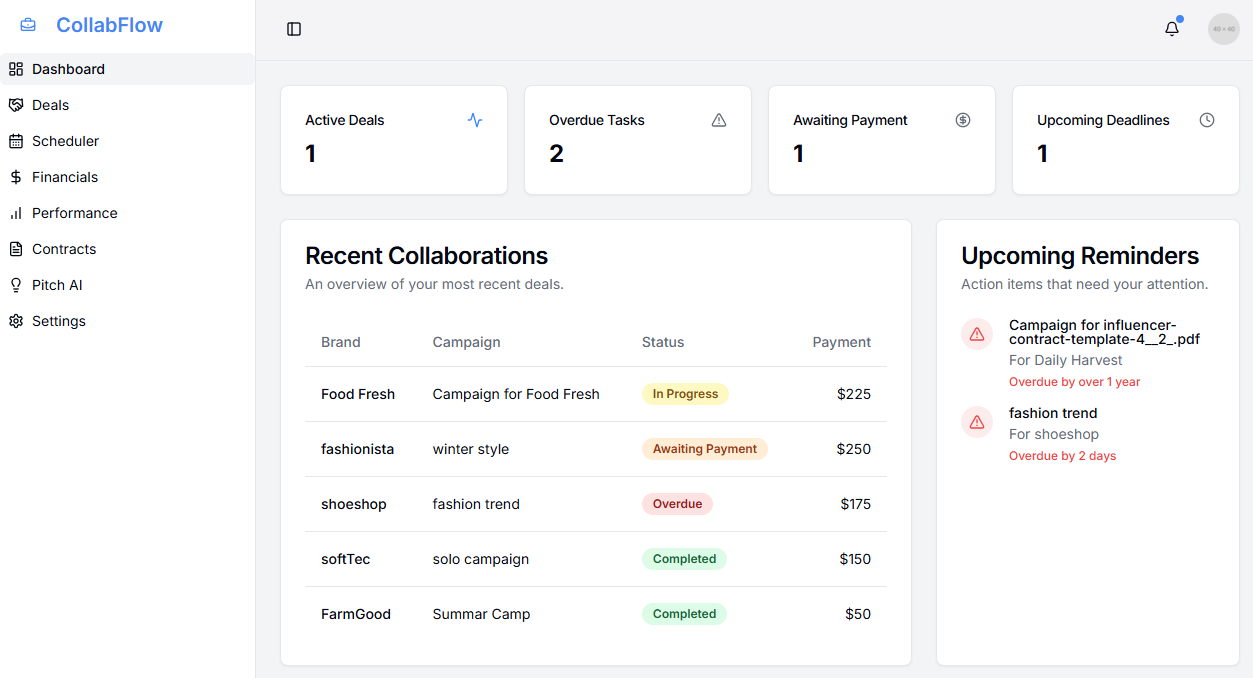 CollabFlow
Dashboard
Deals
Scheduler
Financials
Performance
Contracts
Pitch AI
Settings
40 × 40
Active Deals
1
Overdue Tasks
2
Awaiting Payment
1
Upcoming Deadlines
1
Recent Collaborations
An overview of your most recent deals.
Brand Campaign Status Payment
Food Fresh Campaign for Food Fresh In Progress $225
fashionista winter style Awaiting Payment $250
shoeshop fashion trend Overdue $175
softTec solo campaign Completed $150
FarmGood Summar Camp Completed $50
Upcoming Reminders
Action items that need your attention.
Campaign for influencer-
contract-template-4__2_.pdf
For Daily Harvest
Overdue by over 1 year
fashion trend
For shoeshop
Overdue by 2 days